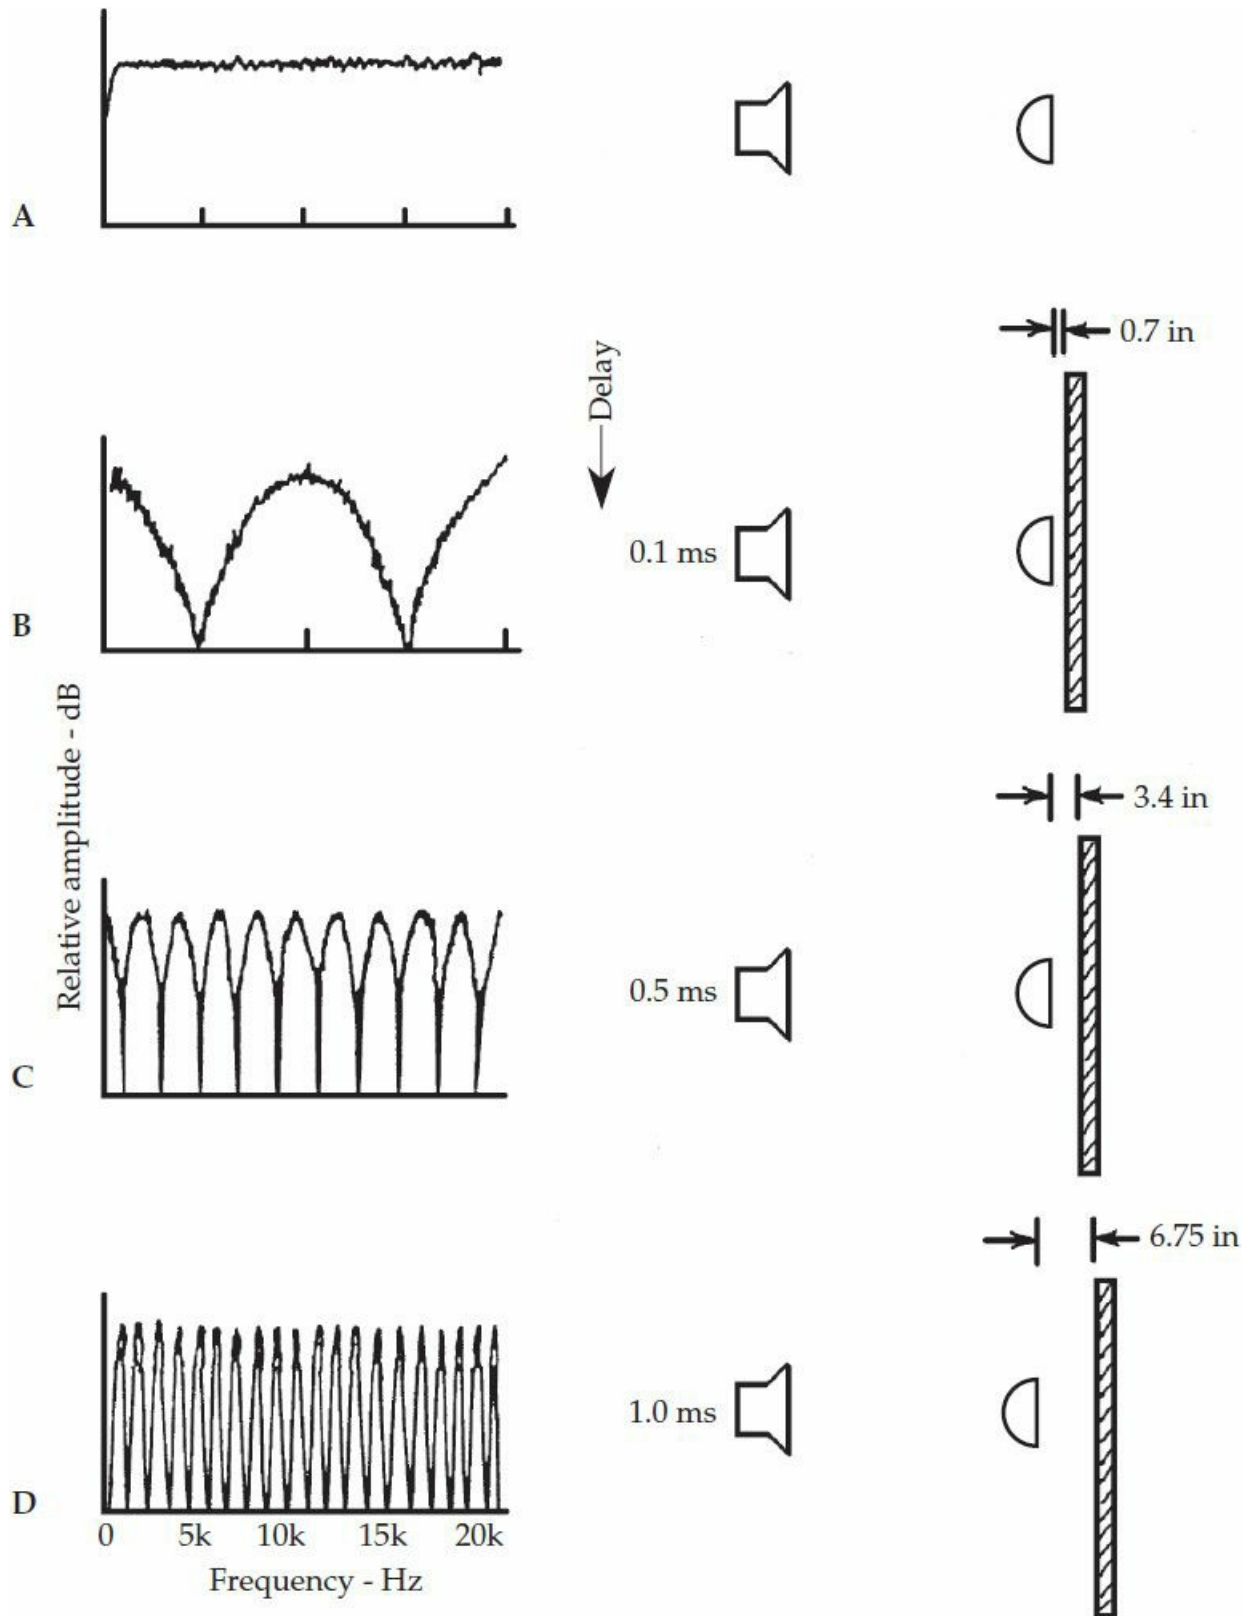 A
0.7 in
Delay
0.1 ms
B
Relative amplitude - dB
3.4 in
0.5 ms
C
6.75 in
1.0 ms
D
0 5k 10k 15k 20k
Frequency - Hz